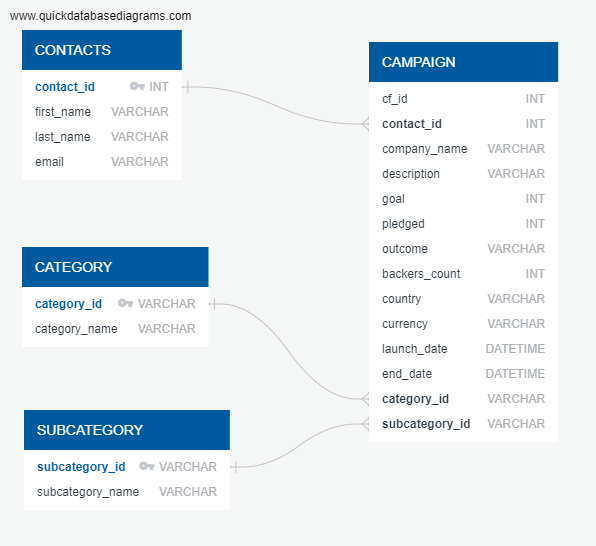 www.quickdatabasediagrams.com
CONTACTS
contact_id INT
first_name VARCHAR
last_name VARCHAR
email VARCHAR
CAMPAIGN
cf_id INT
contact_id INT
company_name VARCHAR
description VARCHAR
goal INT
pledged INT
outcome VARCHAR
backers_count INT
country VARCHAR
currency VARCHAR
launch_date DATETIME
end_date DATETIME
category_id VARCHAR
subcategory_id VARCHAR
CATEGORY
category_id VARCHAR
category_name VARCHAR
SUBCATEGORY
subcategory_id VARCHAR
subcategory_name VARCHAR